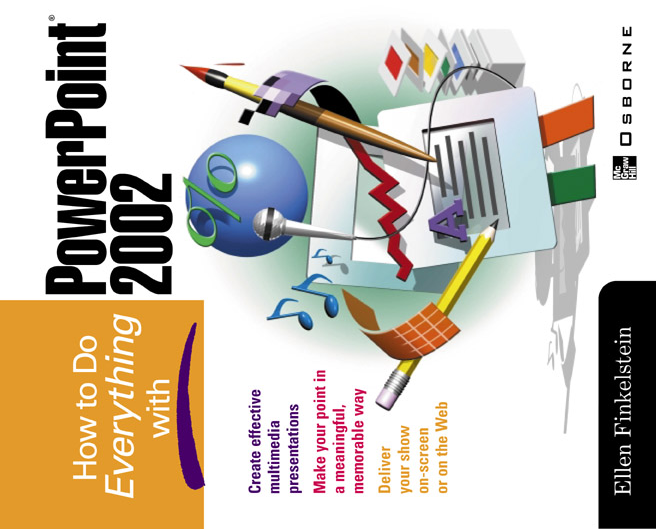 How to Do
Everything
with
PowerPoint®
2002
Create effective
multimedia
presentations
Make your point in
a meaningful,
memorable way
Deliver
your show
on-screen
or on the Web
%
A
Ellen Finkelstein
Mc
Graw
Hill
OSBORNE